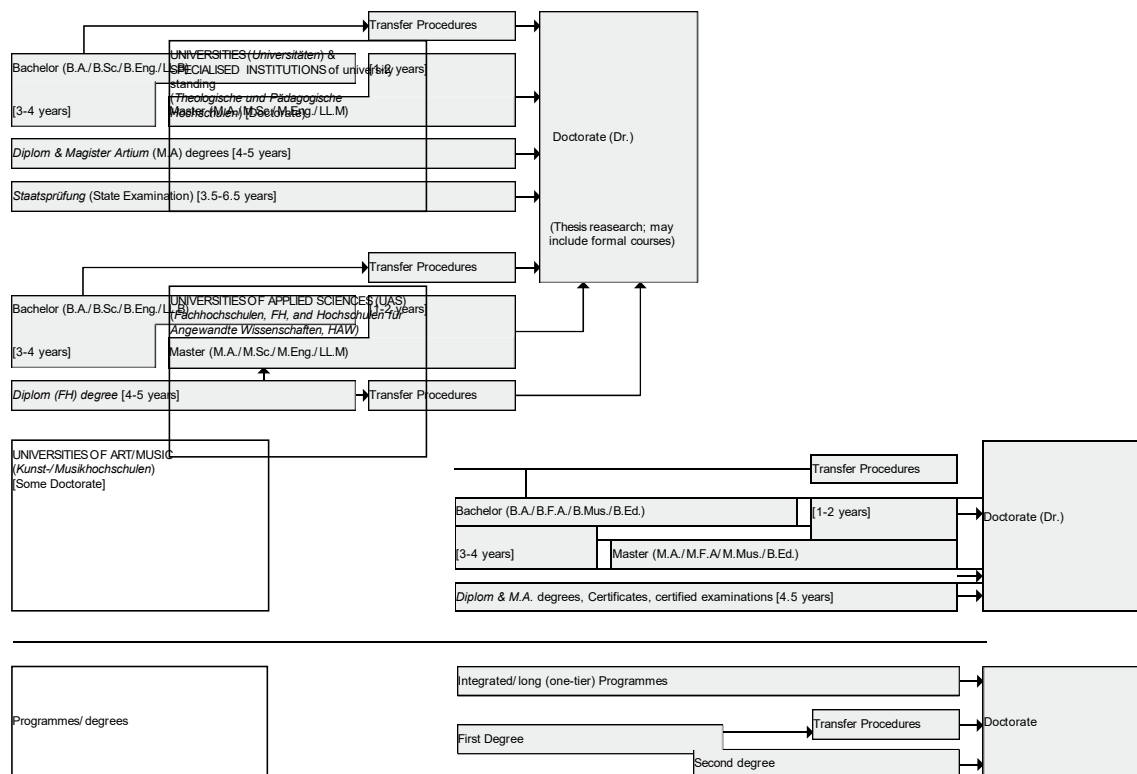 Transfer Procedures
UNIVERSITIES (Universitäten) &
SPECIALISED INSTITUTIONS of university
standing
(Theologische und Pädagogische
Hochschulen) [Doctorate]
Bachelor (B.A./B.Sc./B.Eng./LL.B)
[1-2 years]
[3-4 years]
Master (M.A./M.Sc./M.Eng./LL.M)
Diplom & Magister Artium (M.A) degrees [4-5 years]
Staatsprüfung (State Examination) [3.5-6.5 years]
Doctorate (Dr.)
(Thesis reasearch; may
include formal courses)
Transfer Procedures
UNIVERSITIES OF APPLIED SCIENCES (UAS)
(Fachhochschulen, FH, and Hochschulen für
Angewandte Wissenschaften, HAW)
Bachelor (B.A./B.Sc./B.Eng./LL.B)
[1-2 years]
[3-4 years]
Master (M.A./M.Sc./M.Eng./LL.M)
Diplom (FH) degree [4-5 years]
Transfer Procedures
UNIVERSITIES OF ART/MUSIC
(Kunst-/Musikhochschulen)
[Some Doctorate]
Transfer Procedures
Bachelor (B.A./B.F.A./B.Mus./B.Ed.)
[1-2 years]
[3-4 years]
Master (M.A./M.F.A/M.Mus./B.Ed.)
Diplom & M.A. degrees, Certificates, certified examinations [4.5 years]
Doctorate (Dr.)
Programmes/degrees
Integrated/long (one-tier) Programmes
Transfer Procedures
First Degree
Second degree
Doctorate